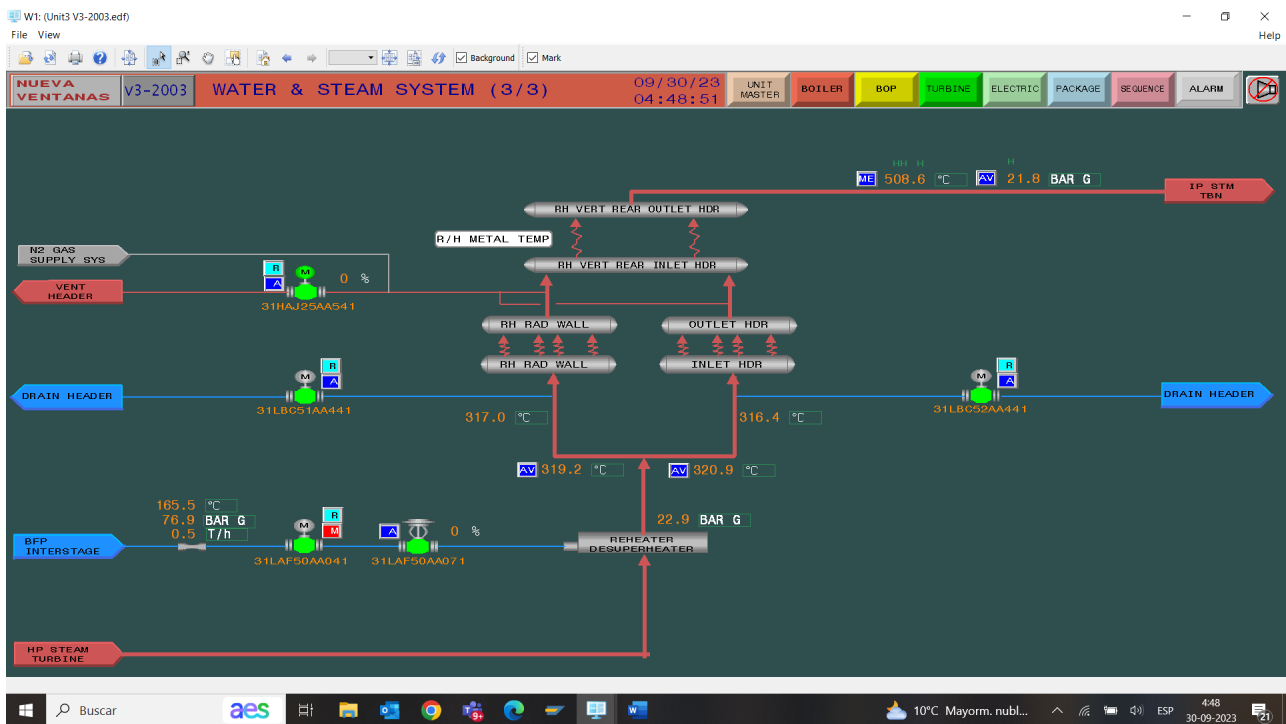 W1: (Unit3 V3-2003.edf)
File View Help
Background Mark
NUEVA
VENTANAS
V3-2003
WATER & STEAM SYSTEM (3/3)
09/30/23
04:48:51
UNIT
MASTER
BOILER
BOP
TURBINE
ELECTRIC
PACKAGE
SEQUENCE
ALARM
HH H H
ME 508.6 °C AV 21.8 BAR G
IP STM
TBN
RH VERT REAR OUTLET HDR
R/H METAL TEMP
N2 GAS
SUPPLY SYS
RH VERT REAR INLET HDR
R
A
M
0 %
VENT
HEADER
31HAJ25AA541
RH RAD WALL OUTLET HDR
RH RAD WALL INLET HDR
M
R
A
M
R
A
DRAIN HEADER
DRAIN HEADER
31LBC51AA441
31LBC52AA441
317.0 °C
316.4 °C
AV 319.2 °C
AV 320.9 °C
165.5 °C
76.9 BAR G
0.5 T/h
M
R
M
A
0 %
22.9 BAR G
BFP
INTERSTAGE
REHEATER
DESUPERHEATER
31LAF50AA041
31LAF50AA071
HP STEAM
TURBINE
Buscar
aes
9+
10°C Mayorm. nubl...
ESP
4:48
30-09-2023
21